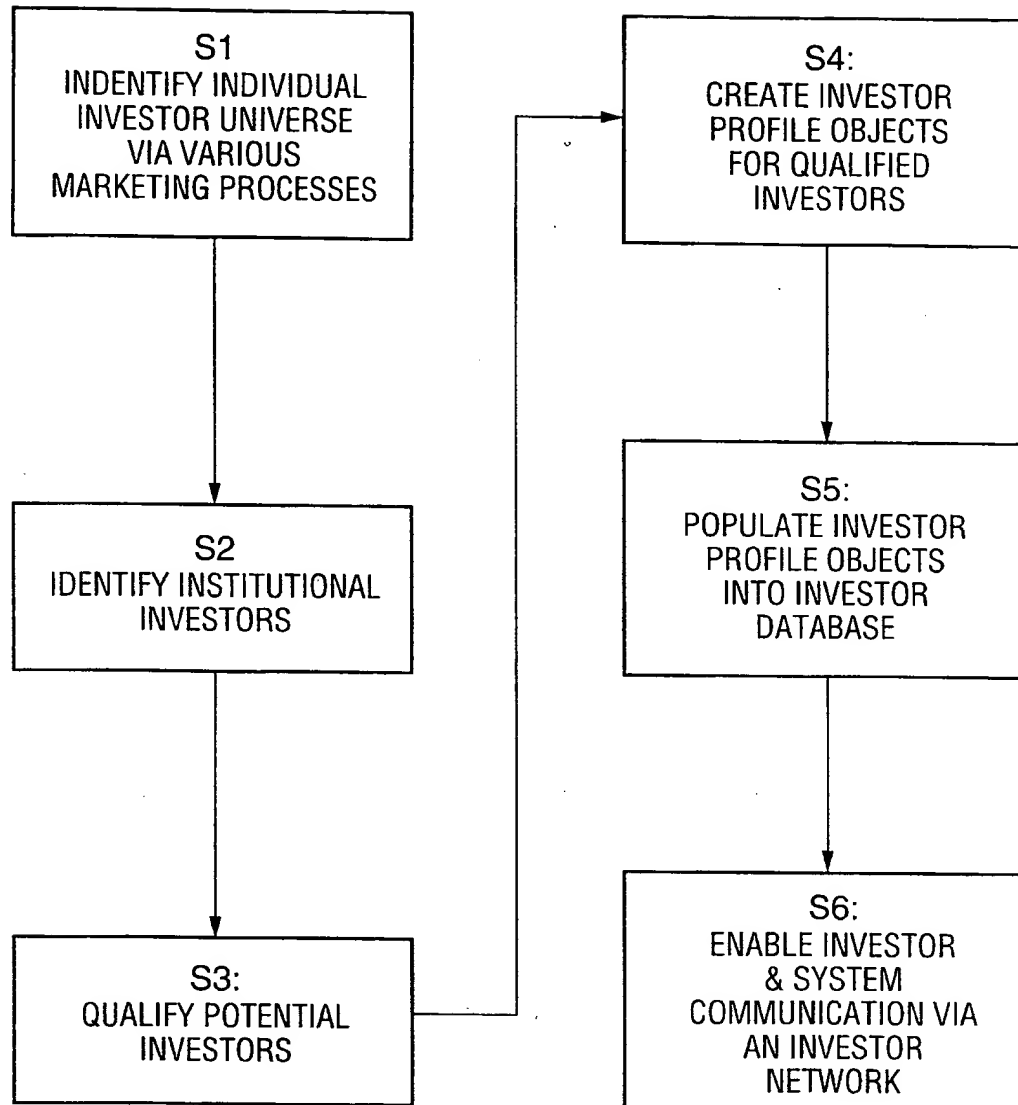 S1
INDENTIFY INDIVIDUAL
INVESTOR UNIVERSE
VIA VARIOUS
MARKETING PROCESSES
S2
IDENTIFY INSTITUTIONAL
INVESTORS
S3:
QUALIFY POTENTIAL
INVESTORS
S4:
CREATE INVESTOR
PROFILE OBJECTS
FOR QUALIFIED
INVESTORS
S5:
POPULATE INVESTOR
PROFILE OBJECTS
INTO INVESTOR
DATABASE
S6:
ENABLE INVESTOR
& SYSTEM
COMMUNICATION VIA
AN INVESTOR
NETWORK